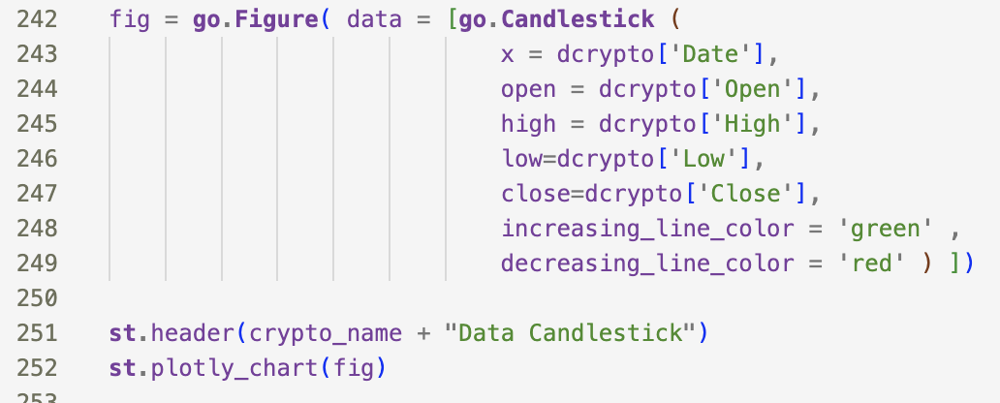 242 fig = go.Figure( data = [go.Candlestick (
243 x = dcrypto['Date'],
244 open = dcrypto['Open'],
245 high = dcrypto['High'],
246 low=dcrypto['Low'],
247 close=dcrypto['Close'],
248 increasing_line_color = 'green' ,
249 decreasing_line_color = 'red' ) ])
250
251 st.header(crypto_name + "Data Candlestick")
252 st.plotly_chart(fig)
253